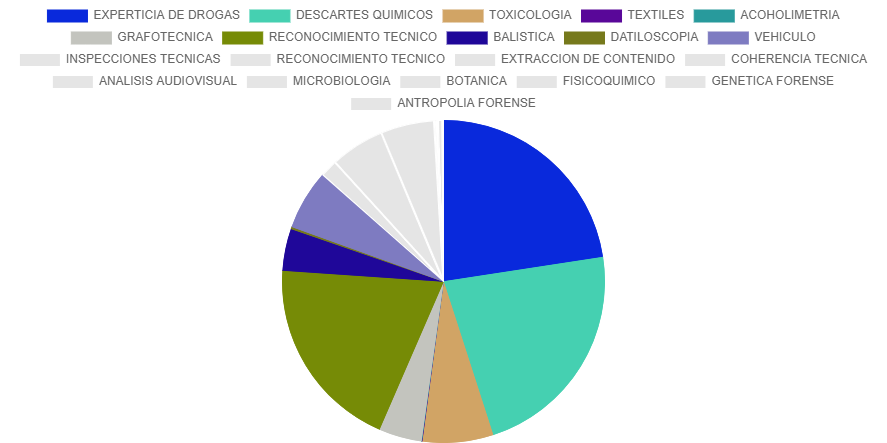 EXPERTICIA DE DROGAS DESCARTES QUIMICOS TOXICOLOGIA TEXTILES ACOHOLIMETRIA
GRAFOTECNICA RECONOCIMIENTO TECNICO BALISTICA DATILOSCOPIA VEHICULO
INSPECCIONES TECNICAS RECONOCIMIENTO TECNICO EXTRACCION DE CONTENIDO COHERENCIA TECNICA
ANALISIS AUDIOVISUAL MICROBIOLOGIA BOTANICA FISICOQUIMICO GENETICA FORENSE
ANTROPOLIA FORENSE